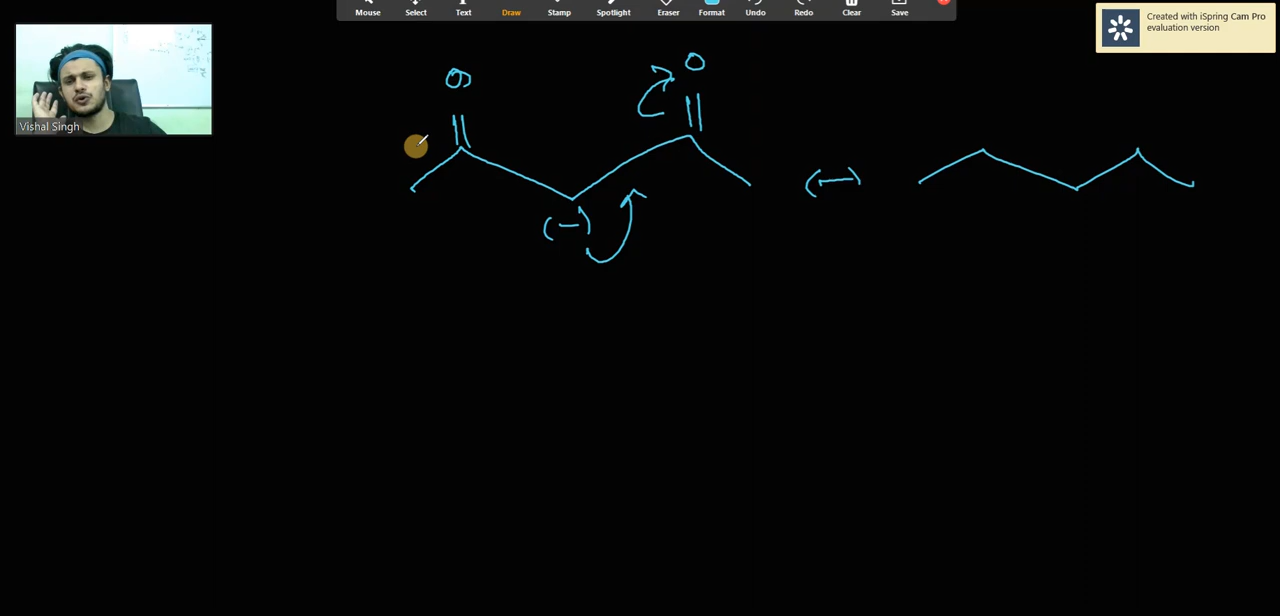 Mouse Select Text Draw Stamp Spotlight Eraser Format Undo Redo Clear Save
Created with iSpring Cam Pro
evaluation version
Vishal Singh
O
O
(−)